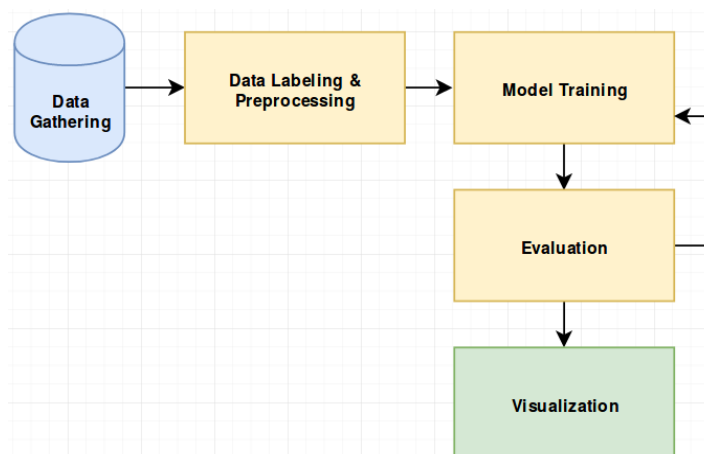 Data
Gathering
Data Labeling &
Preprocessing
Model Training
Evaluation
Visualization